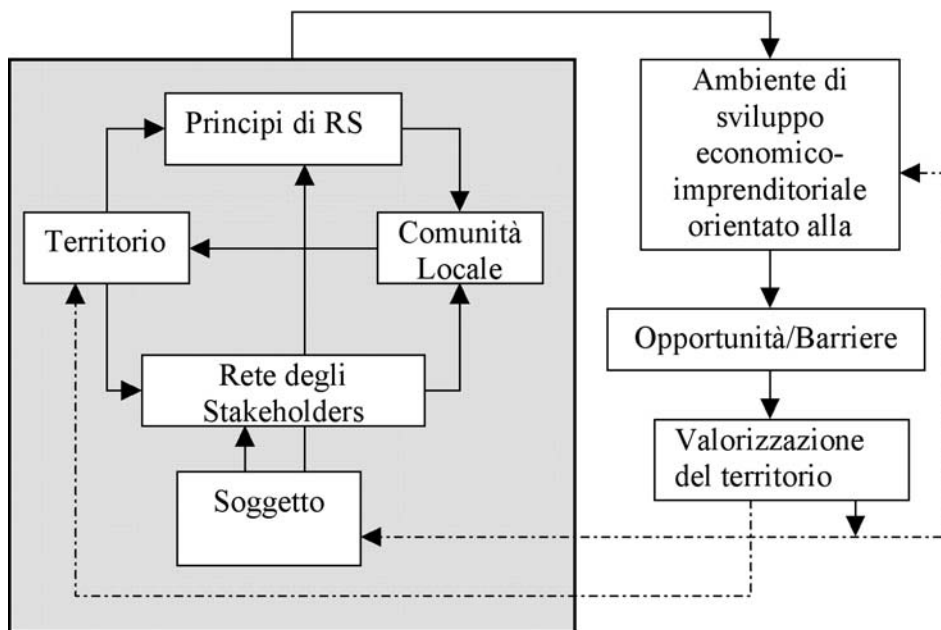 Principi di RS
Territorio
Comunità
Locale
Rete degli
Stakeholders
Soggetto
Ambiente di
sviluppo
economico-
imprenditoriale
orientato alla
Opportunità/Barriere
Valorizzazione
del territorio